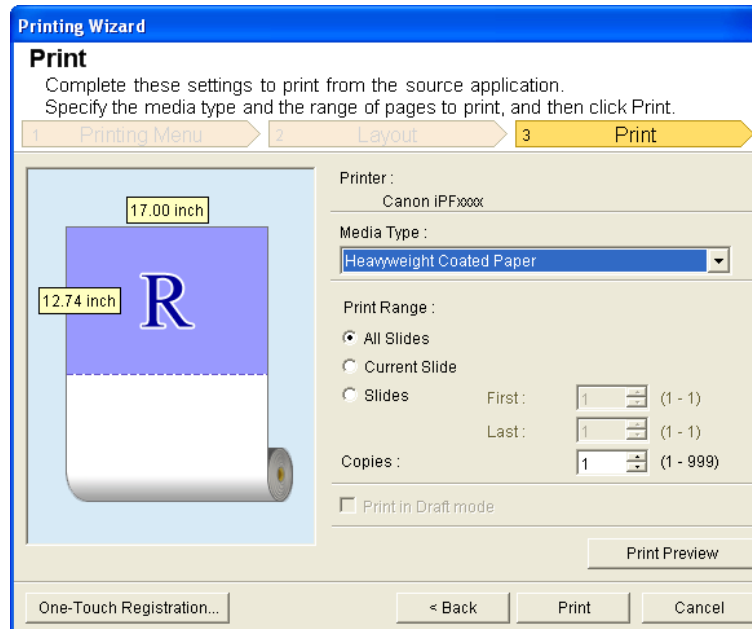 Printing Wizard
Print
Complete these settings to print from the source application.
Specify the media type and the range of pages to print, and then click Print.
1 Printing Menu 2 Layout 3 Print
17.00 inch
12.74 inch
R
Printer :
Canon iPFxxxx
Media Type :
Heavyweight Coated Paper
Print Range :
All Slides
Current Slide
Slides First : 1 (1 - 1)
Last : 1 (1 - 1)
Copies : 1 (1 - 999)
Print in Draft mode
Print Preview
One-Touch Registration... < Back Print Cancel